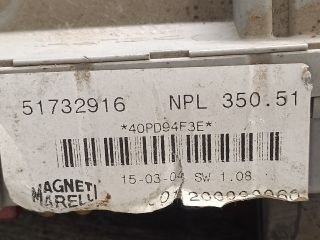 51732916 NPL 350.51
*40PD94F3E*
15-03-04 SW 1.08
MAGNETI
MARELLI